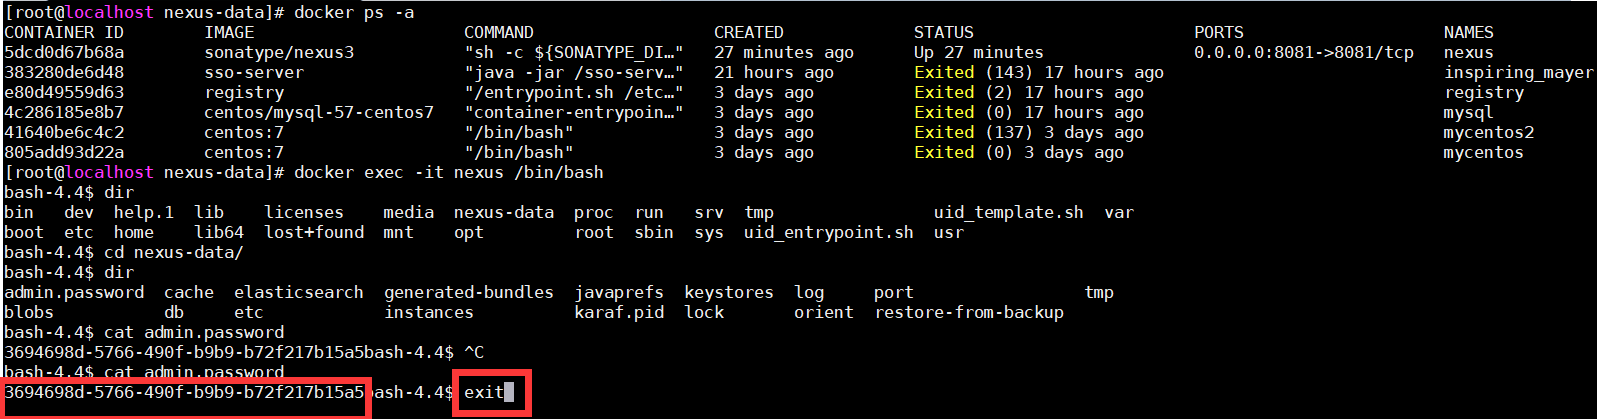 [root@localhost nexus-data]# docker ps -a
CONTAINER ID        IMAGE                     COMMAND                  CREATED             STATUS                      PORTS                    NAMES
5dcd0d67b68a        sonatype/nexus3           "sh -c ${SONATYPE_DI…"   27 minutes ago      Up 27 minutes               0.0.0.0:8081->8081/tcp   nexus
383280de6d48        sso-server                "java -jar /sso-serv…"   21 hours ago        Exited (143) 17 hours ago                            inspiring_mayer
e80d49559d63        registry                  "/entrypoint.sh /etc…"   3 days ago          Exited (2) 17 hours ago                              registry
4c286185e8b7        centos/mysql-57-centos7   "container-entrypoin…"   3 days ago          Exited (0) 17 hours ago                              mysql
41640be6c4c2        centos:7                  "/bin/bash"              3 days ago          Exited (137) 3 days ago                              mycentos2
805add93d22a        centos:7                  "/bin/bash"              3 days ago          Exited (0) 3 days ago                                mycentos
[root@localhost nexus-data]# docker exec -it nexus /bin/bash
bash-4.4$ dir
bin   dev  help.1  lib    licenses    media  nexus-data  proc  run   srv  tmp                uid_template.sh  var
boot  etc  home    lib64  lost+found  mnt    opt         root  sbin  sys  uid_entrypoint.sh  usr
bash-4.4$ cd nexus-data/
bash-4.4$ dir
admin.password  cache  elasticsearch  generated-bundles  javaprefs  keystores  log     port                 tmp
blobs           db     etc            instances          karaf.pid  lock       orient  restore-from-backup
bash-4.4$ cat admin.password
3694698d-5766-490f-b9b9-b72f217b15a5bash-4.4$ ^C
bash-4.4$ cat admin.password
3694698d-5766-490f-b9b9-b72f217b15a5bash-4.4$ exit